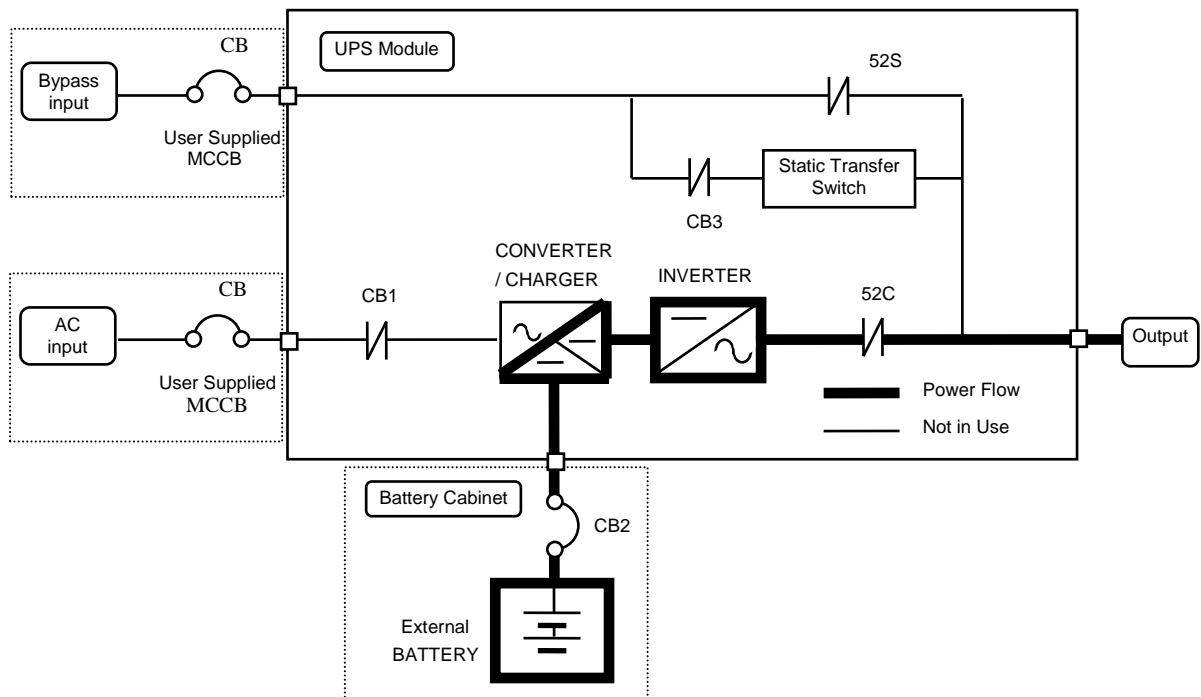 CB
UPS Module
52S
Bypass
input
User Supplied
MCCB
Static Transfer
Switch
CB3
CONVERTER
/ CHARGER
INVERTER
CB
CB1
52C
AC
input
Output
User Supplied
MCCB
Power Flow
Not in Use
Battery Cabinet
CB2
External
BATTERY